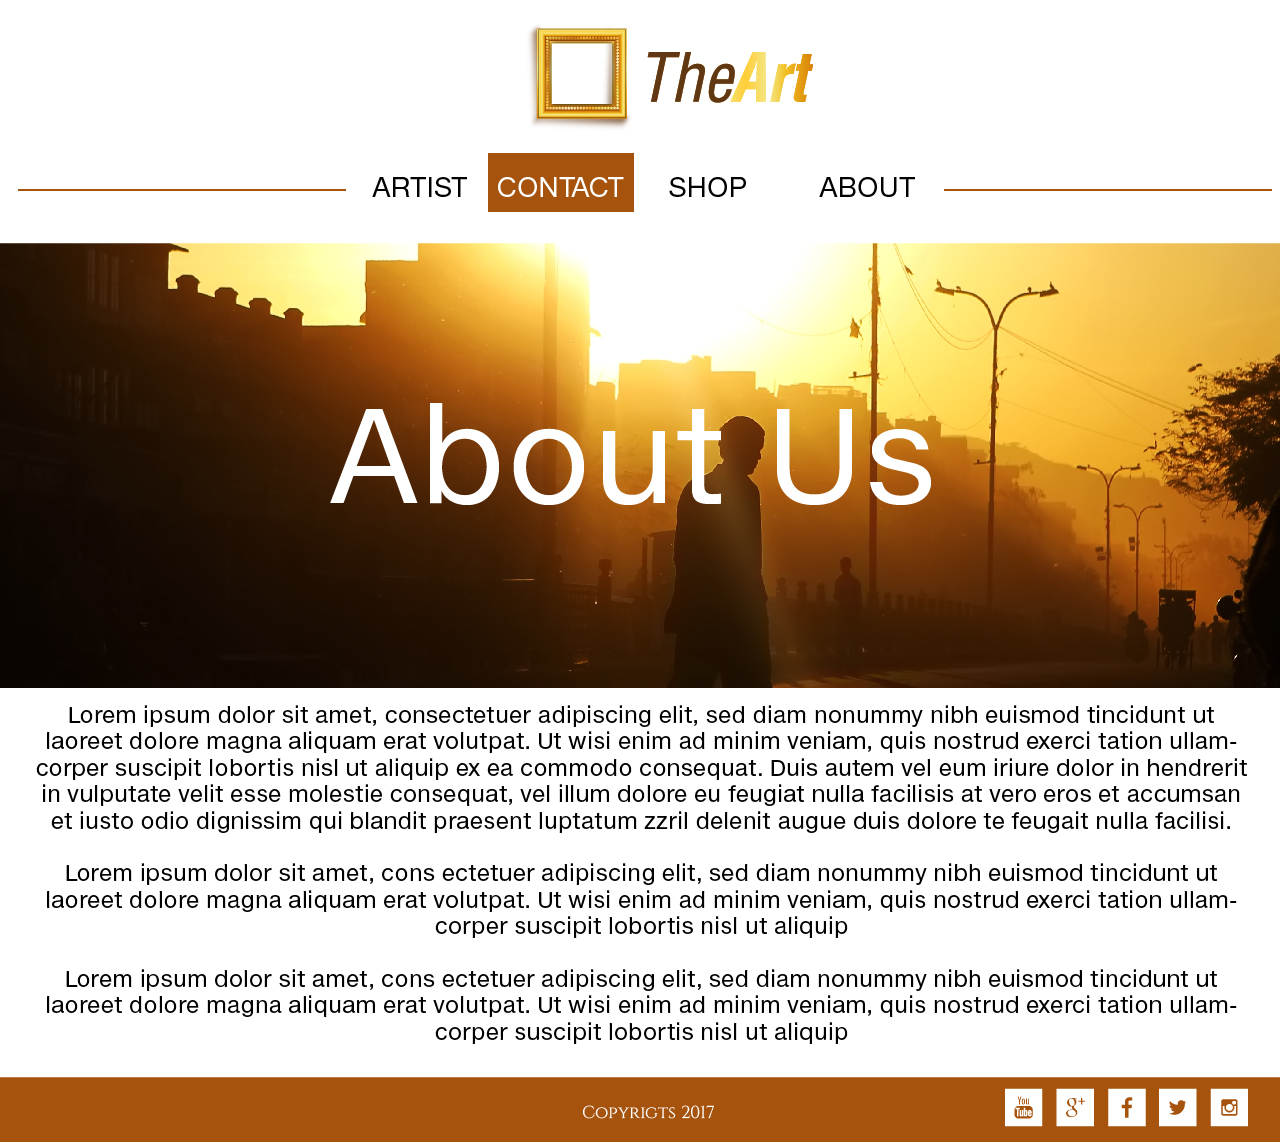 TheArt
ARTIST CONTACT SHOP ABOUT
About Us
Lorem ipsum dolor sit amet, consectetuer adipiscing elit, sed diam nonummy nibh euismod tincidunt ut
laoreet dolore magna aliquam erat volutpat. Ut wisi enim ad minim veniam, quis nostrud exerci tation ullam-
corper suscipit lobortis nisl ut aliquip ex ea commodo consequat. Duis autem vel eum iriure dolor in hendrerit
in vulputate velit esse molestie consequat, vel illum dolore eu feugiat nulla facilisis at vero eros et accumsan
et iusto odio dignissim qui blandit praesent luptatum zzril delenit augue duis dolore te feugait nulla facilisi.
Lorem ipsum dolor sit amet, cons ectetuer adipiscing elit, sed diam nonummy nibh euismod tincidunt ut
laoreet dolore magna aliquam erat volutpat. Ut wisi enim ad minim veniam, quis nostrud exerci tation ullam-
corper suscipit lobortis nisl ut aliquip
Lorem ipsum dolor sit amet, cons ectetuer adipiscing elit, sed diam nonummy nibh euismod tincidunt ut
laoreet dolore magna aliquam erat volutpat. Ut wisi enim ad minim veniam, quis nostrud exerci tation ullam-
corper suscipit lobortis nisl ut aliquip
Copyrigts 2017
You
Tube
g+
f